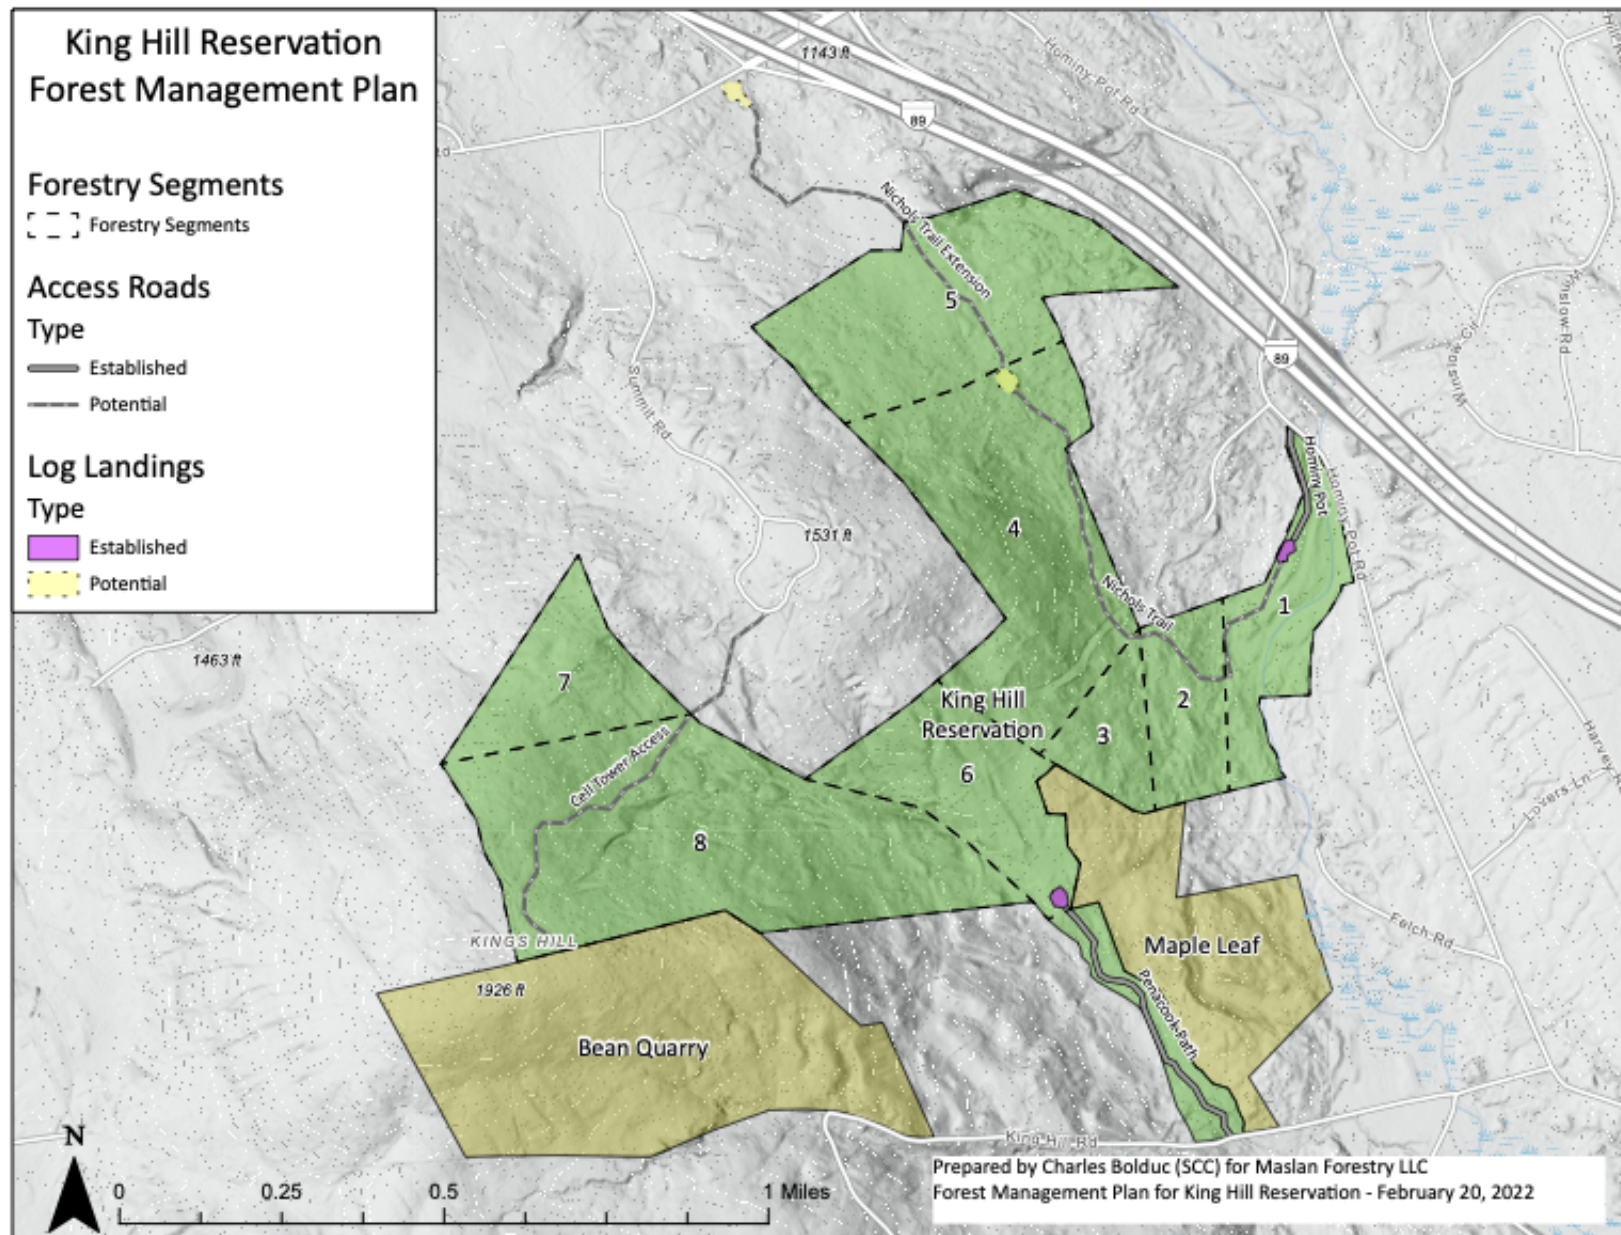 King Hill Reservation
Forest Management Plan
Forestry Segments
Forestry Segments
Access Roads
Type
Established
Potential
Log Landings
Type
Established
Potential
1143 ft
Hominy Pot Rd
89
Nichols Trail Extension
5
Winslow Rd
Winslow Cir
89
Summit Rd
Hominy Pot
Hominy Pot Rd
1531 ft
4
Nichols Trail
1
1463 ft
7
2
King Hill
Reservation
3
Cell Tower Access
6
Harvey
Lovers Ln
8
Felch Rd
KINGS HILL
Maple Leaf
1926 ft
Penacook Path
Bean Quarry
King Hill Rd
N
0 0.25 0.5 1 Miles
Prepared by Charles Bolduc (SCC) for Maslan Forestry LLC
Forest Management Plan for King Hill Reservation - February 20, 2022